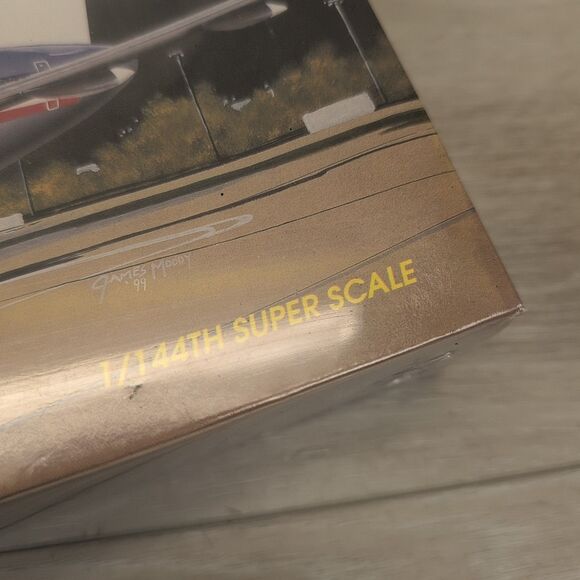 JAMES MOODY
'99
1/144TH SUPER SCALE